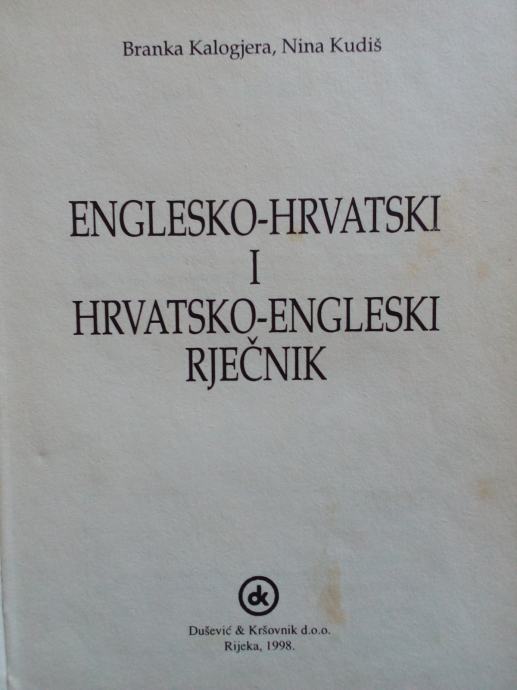 Branka Kalogjera, Nina Kudiš
ENGLESKO-HRVATSKI
I
HRVATSKO-ENGLESKI
RJEČNIK
dk
Dušević & Kršovnik d.o.o.
Rijeka, 1998.